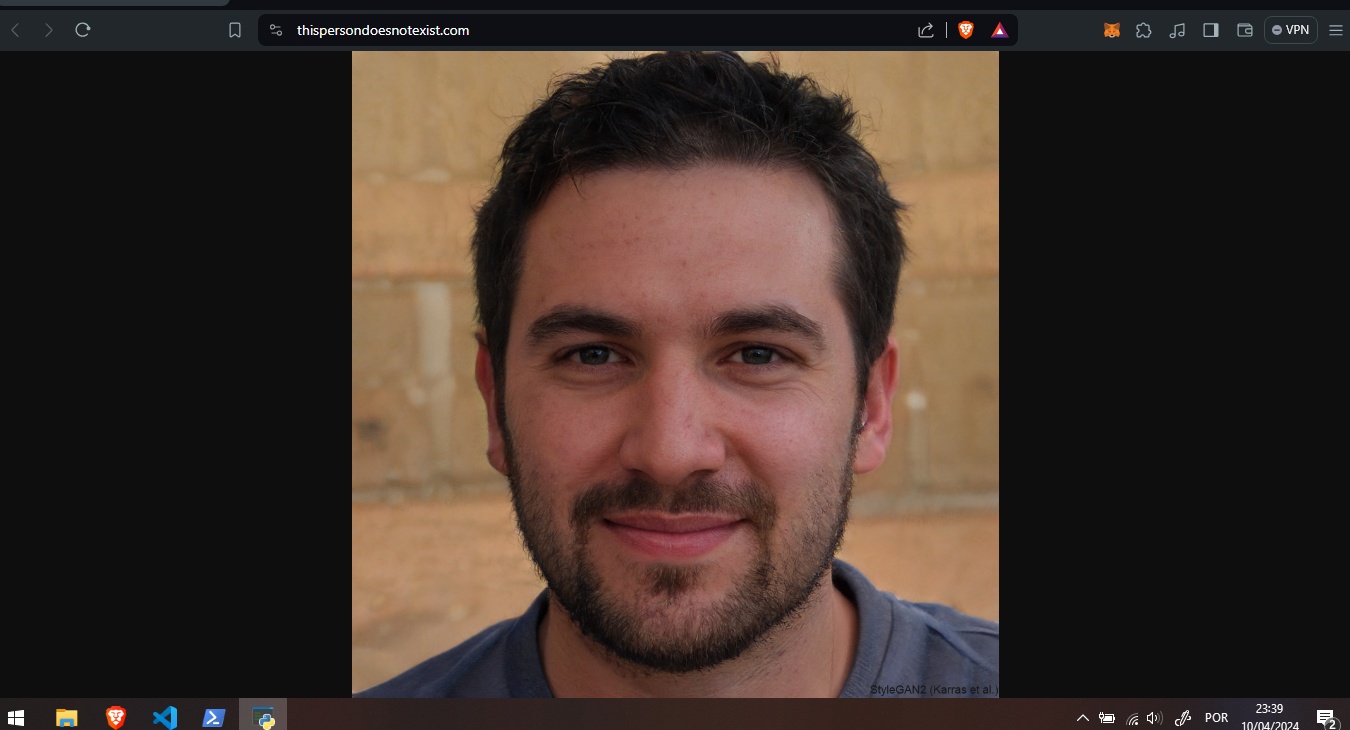 thispersondoesnotexist.com
VPN
StyleGAN2 (Karras et al.)
POR
23:39
10/04/2024
2